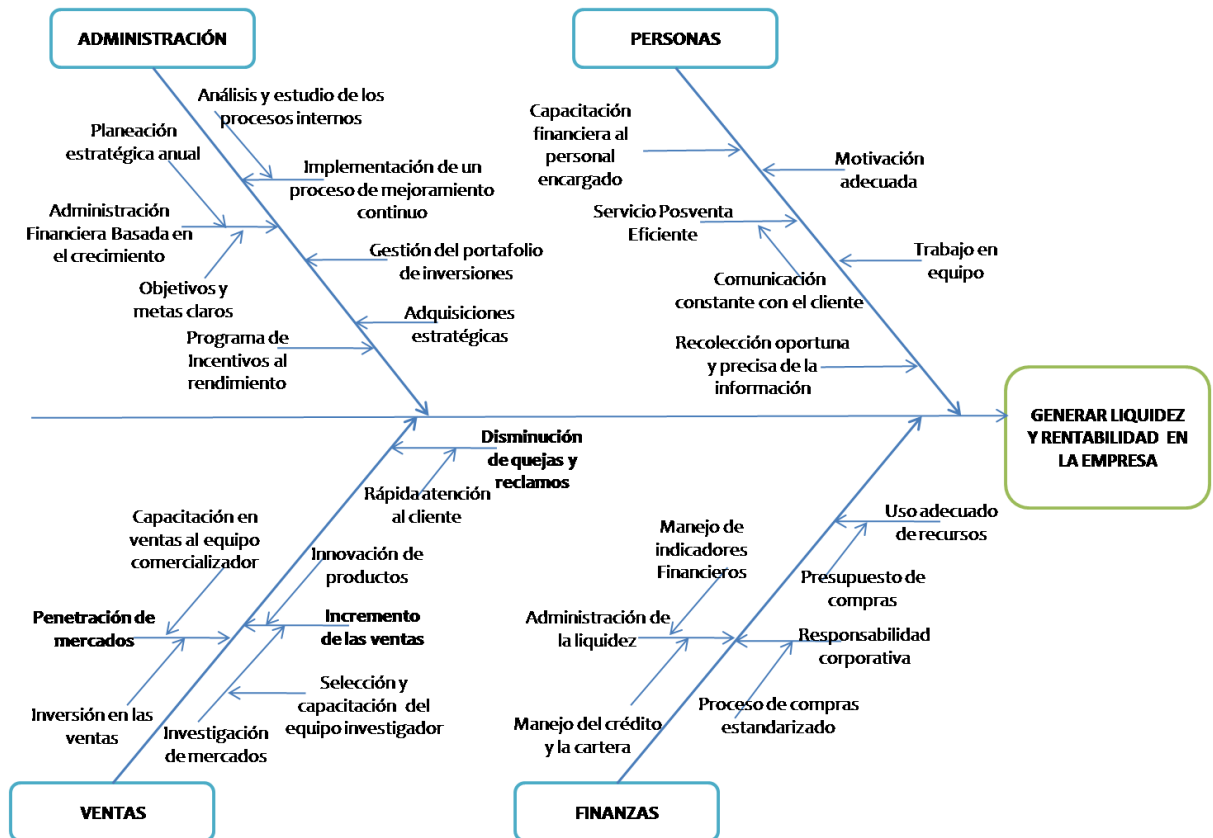 ADMINISTRACIÓN
PERSONAS
Análisis y estudio de los
procesos internos
Planeación
estratégica anual
Implementación de un
proceso de mejoramiento
continuo
Administración
Financiera Basada en
el crecimiento
Gestión del portafolio
de inversiones
Objetivos y
metas claros
Adquisiciones
estratégicas
Programa de
Incentivos al
rendimiento
Capacitación
financiera al
personal
encargado
Motivación
adecuada
Servicio Posventa
Eficiente
Trabajo en
equipo
Comunicación
constante con el cliente
Recolección oportuna
y precisa de la
información
GENERAR LIQUIDEZ
Y RENTABILIDAD EN
LA EMPRESA
Disminución
de quejas y
reclamos
Rápida atención
al cliente
Capacitación en
ventas al equipo
comercializador
Innovación de
productos
Penetración de
mercados
Incremento
de las ventas
Selección y
capacitación del
equipo investigador
Inversión en las
ventas
Investigación
de mercados
Uso adecuado
de recursos
Manejo de
indicadores
Financieros
Presupuesto de
compras
Administración de
la liquidez
Responsabilidad
corporativa
Proceso de compras
estandarizado
Manejo del crédito
y la cartera
VENTAS
FINANZAS